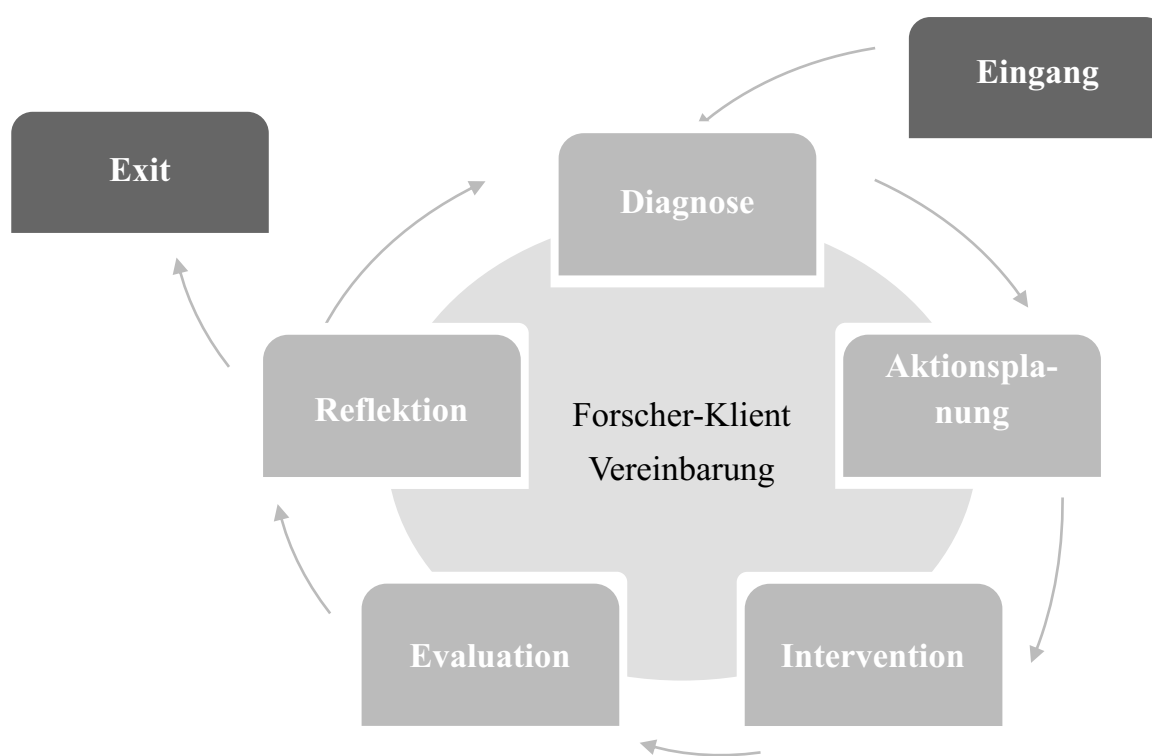 Eingang
Exit
Diagnose
Aktionspla-
nung
Reflektion
Forscher-Klient
Vereinbarung
Evaluation
Intervention